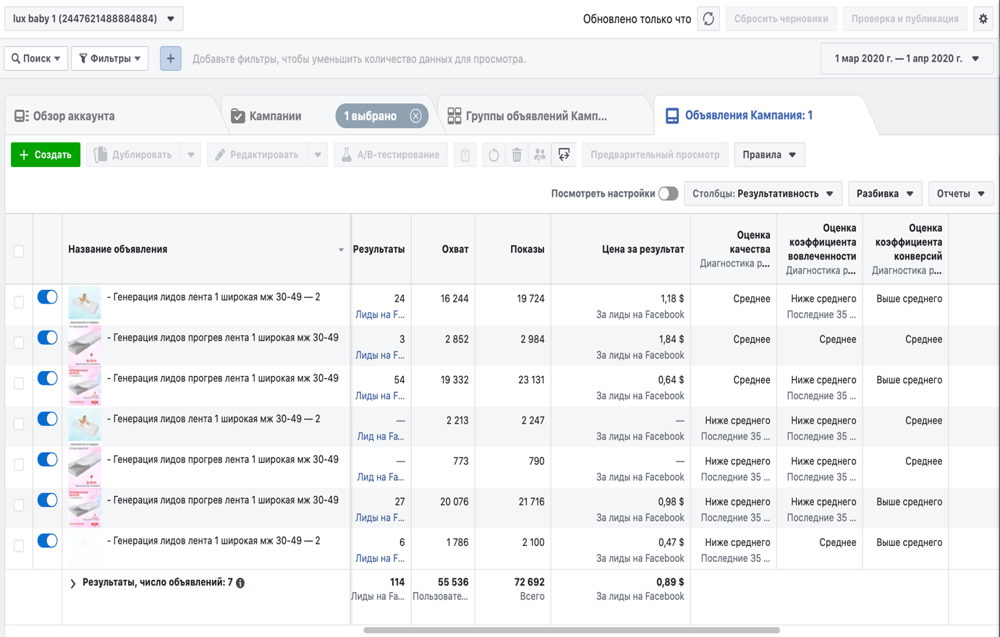 lux baby 1 (2447621488884884)
Обновлено только что
Сбросить черновики
Проверка и публикация
Поиск
Фильтры
+
Добавьте фильтры, чтобы уменьшить количество данных для просмотра.
1 мар 2020 г. — 1 апр 2020 г.
Обзор аккаунта
Кампании
1 выбрано
Группы объявлений Камп...
Объявления Кампания: 1
+ Создать
Дублировать
Редактировать
A/B-тестирование
Предварительный просмотр
Правила
Посмотреть настройки
Столбцы: Результативность
Разбивка
Отчеты
Название объявления
Результаты
Охват
Показы
Цена за результат
Оценка качества
Диагностика р...
Оценка коэффициента вовлеченности
Диагностика р...
Оценка коэффициента конверсий
Диагностика р...
- Генерация лидов лента 1 широкая мж 30-49 — 2
24
16 244
19 724
1,18 $
Среднее
Ниже среднего
Выше среднего
Лиды на F...
За лиды на Facebook
Последние 35 ...
- Генерация лидов прогрев лента 1 широкая мж 30-49
3
2 852
2 984
1,84 $
Среднее
Среднее
Среднее
Лиды на F...
За лиды на Facebook
- Генерация лидов прогрев лента 1 широкая мж 30-49
54
19 332
23 131
0,64 $
Среднее
Ниже среднего
Выше среднего
Лиды на F...
За лиды на Facebook
Последние 35 ...
- Генерация лидов лента 1 широкая мж 30-49 — 2
—
2 213
2 247
—
Ниже среднего
Ниже среднего
Среднее
Лид на Fa...
За лиды на Facebook
Последние 35 ...
Последние 35 ...
- Генерация лидов прогрев лента 1 широкая мж 30-49
—
773
790
—
Ниже среднего
Ниже среднего
Среднее
Лид на Fa...
За лиды на Facebook
Последние 35 ...
Последние 35 ...
- Генерация лидов прогрев лента 1 широкая мж 30-49
27
20 076
21 716
0,98 $
Ниже среднего
Ниже среднего
Выше среднего
Лиды на F...
За лиды на Facebook
Последние 35 ...
Последние 35 ...
- Генерация лидов лента 1 широкая мж 30-49 — 2
6
1 786
2 100
0,47 $
Ниже среднего
Среднее
Выше среднего
Лиды на F...
За лиды на Facebook
Последние 35 ...
Результаты, число объявлений: 7
114
55 536
72 692
0,89 $
Лиды на Fa...
Пользовате...
Всего
За лиды на Facebook